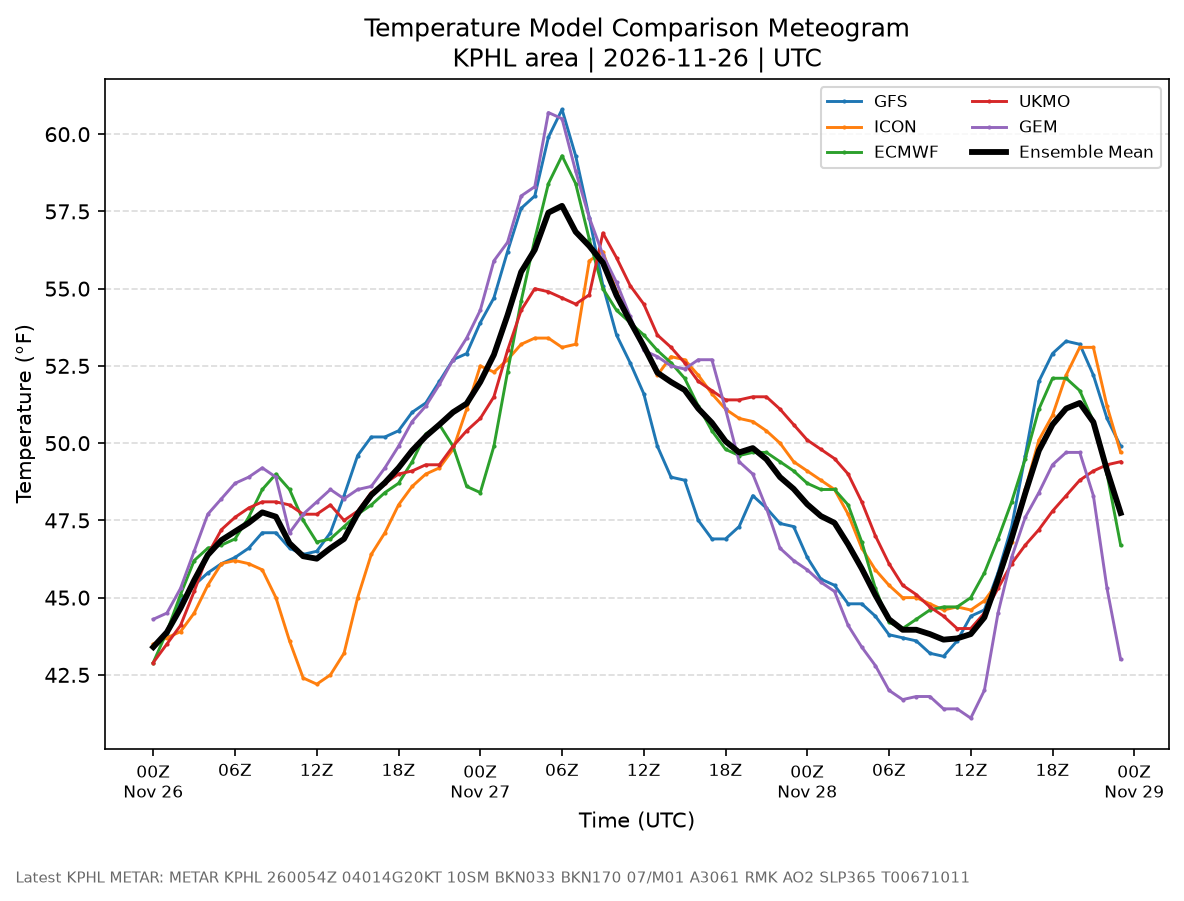 Temperature Model Comparison Meteogram
KPHL area | 2026-11-26 | UTC
GFS
ICON
ECMWF
UKMO
GEM
Ensemble Mean
Temperature (°F)
60.0
57.5
55.0
52.5
50.0
47.5
45.0
42.5
00Z 06Z 12Z 18Z 00Z 06Z 12Z 18Z 00Z 06Z 12Z 18Z 00Z
Nov 26 Nov 27 Nov 28 Nov 29
Time (UTC)
Latest KPHL METAR: METAR KPHL 260054Z 04014G20KT 10SM BKN033 BKN170 07/M01 A3061 RMK AO2 SLP365 T00671011